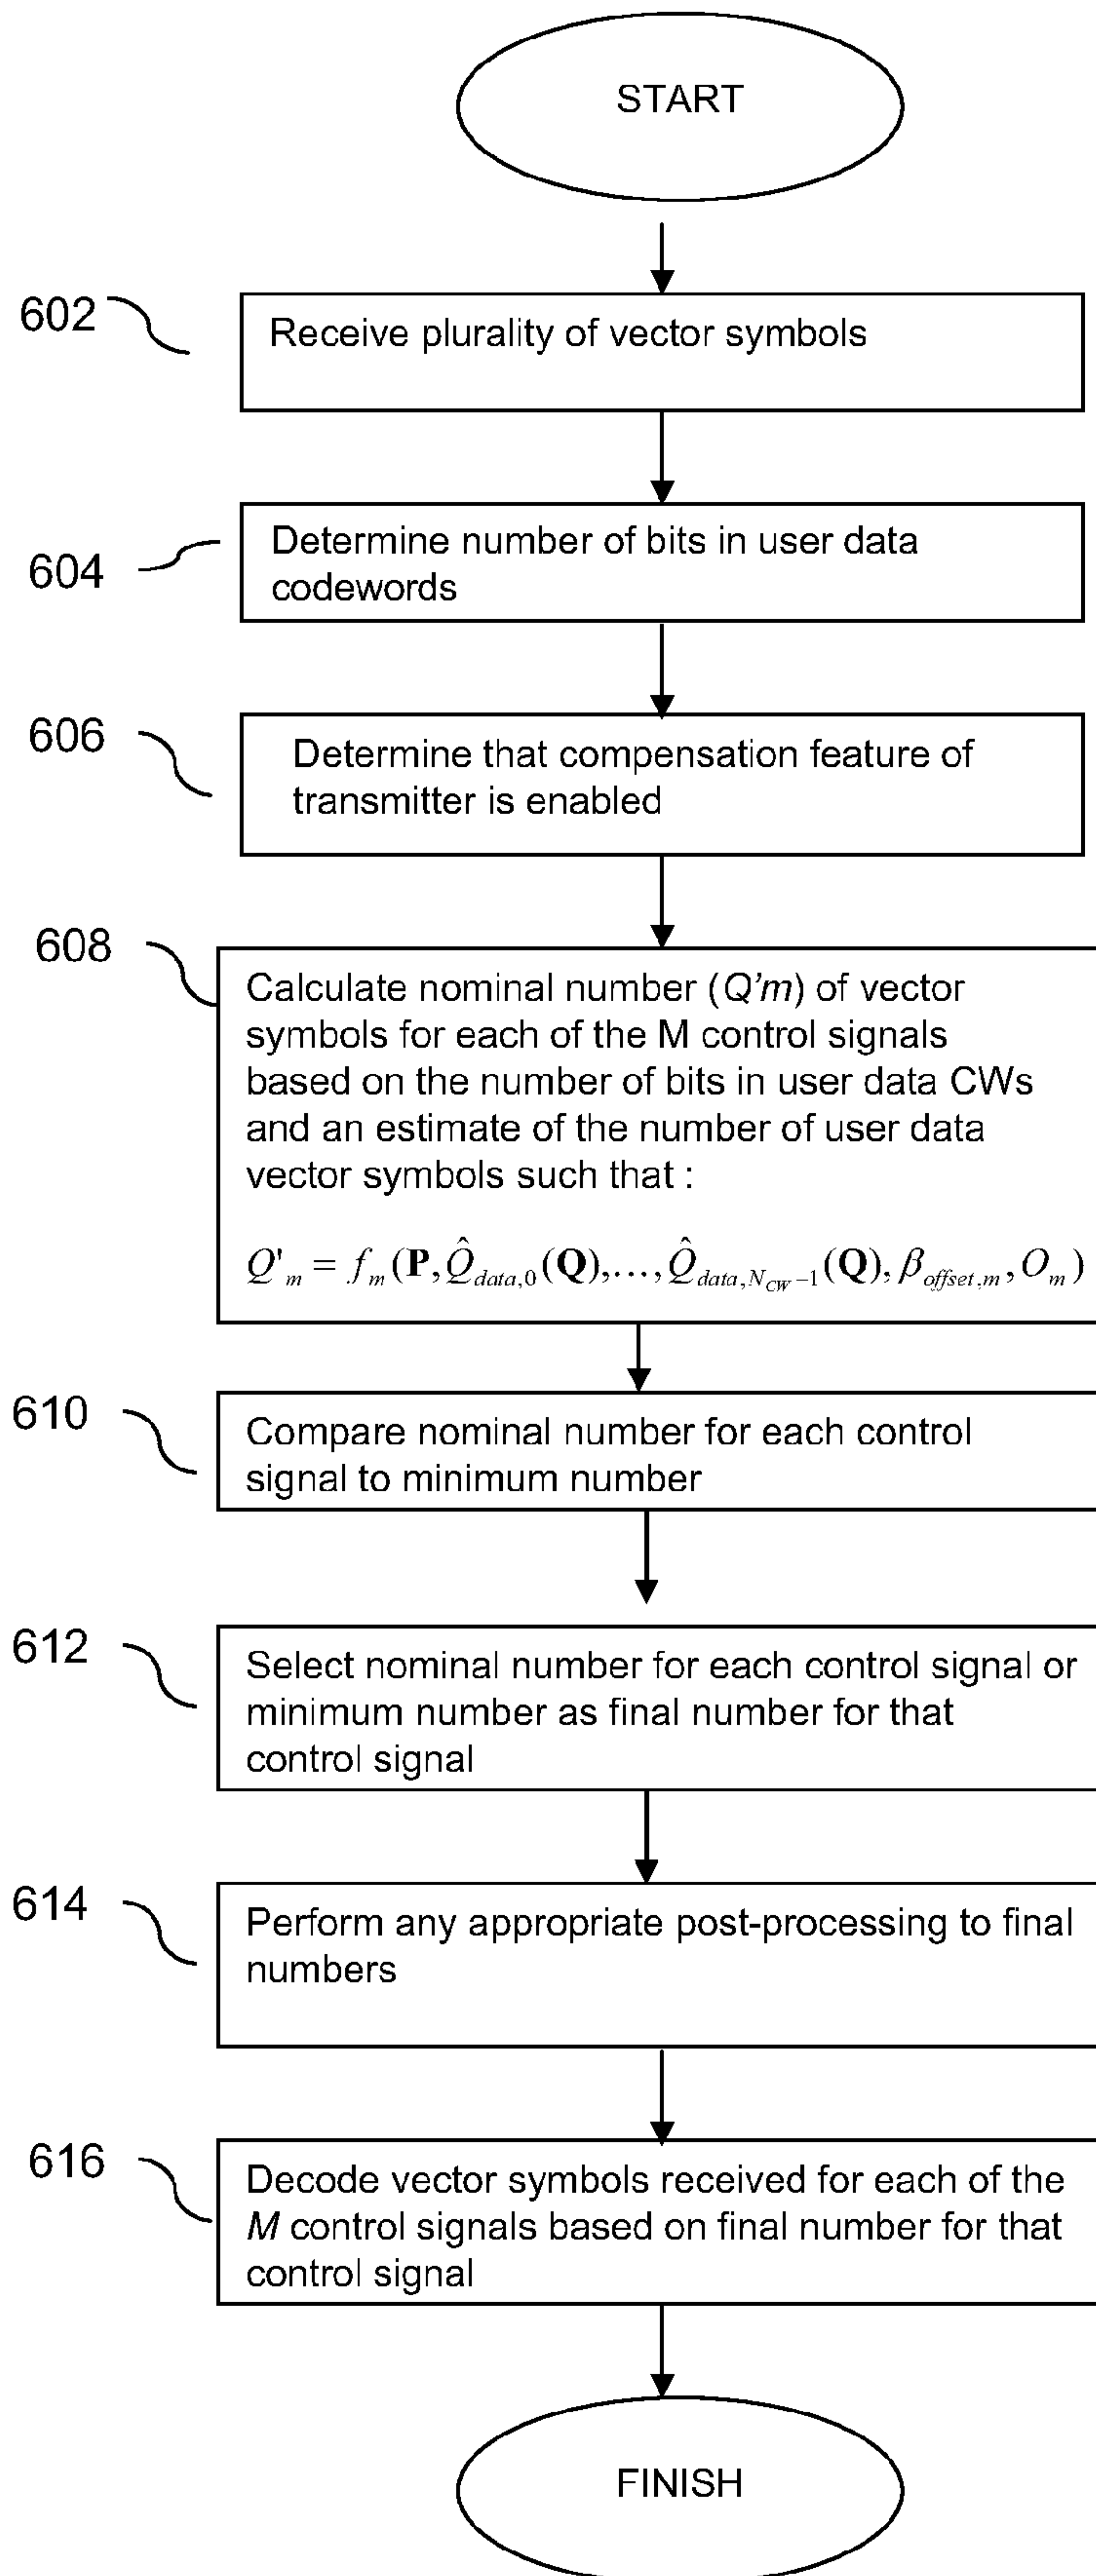 START
602
Receive plurality of vector symbols
604
Determine number of bits in user data
codewords
606
Determine that compensation feature of
transmitter is enabled
608
Calculate nominal number (Q'm) of vector
symbols for each of the M control signals
based on the number of bits in user data CWs
and an estimate of the number of user data
vector symbols such that :
Q'_m = f_m(P, Q̂_{data,0}(Q),..., Q̂_{data,N_{CW}-1}(Q), β_{offset,m}, O_m)
610
Compare nominal number for each control
signal to minimum number
612
Select nominal number for each control signal or
minimum number as final number for that
control signal
614
Perform any appropriate post-processing to final
numbers
616
Decode vector symbols received for each of the
M control signals based on final number for that
control signal
FINISH